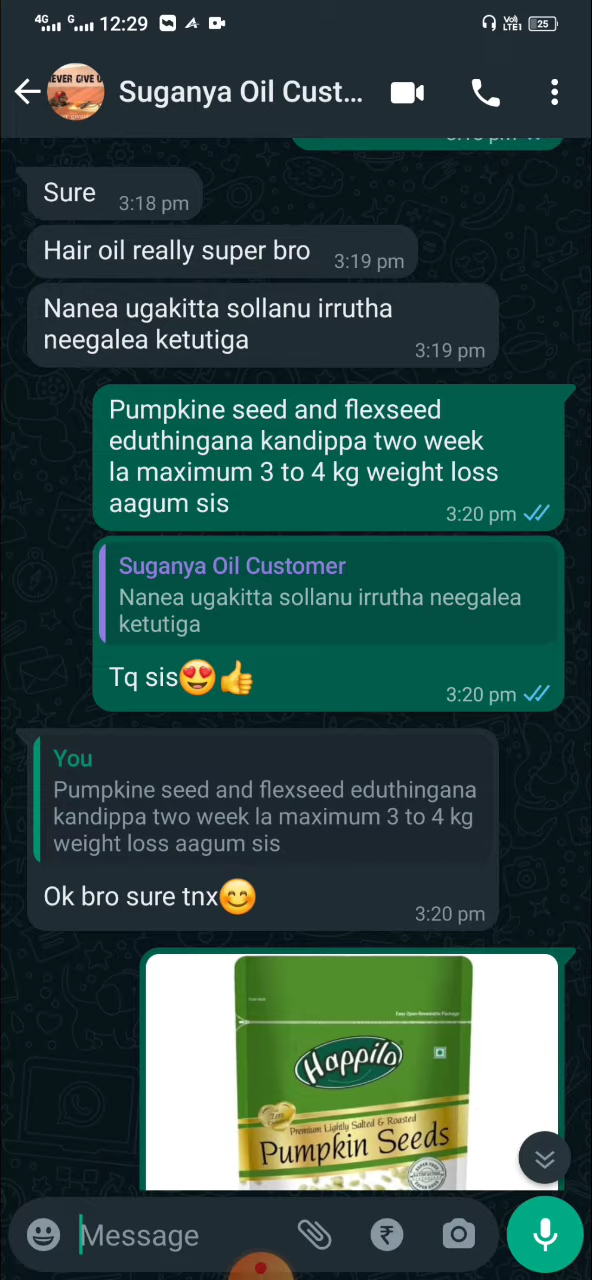 4G G 12:29 Vo) LTE1 25
EVER GIVE U
Suganya Oil Cust...
Sure 3:18 pm
Hair oil really super bro 3:19 pm
Nanea ugakitta sollanu irrutha
neegalea ketutiga 3:19 pm
Pumpkine seed and flexseed
eduthingana kandippa two week
la maximum 3 to 4 kg weight loss
aagum sis 3:20 pm
Suganya Oil Customer
Nanea ugakitta sollanu irrutha neegalea
ketutiga
Tq sis😍👍 3:20 pm
You
Pumpkine seed and flexseed eduthingana
kandippa two week la maximum 3 to 4 kg
weight loss aagum sis
Ok bro sure tnx😊 3:20 pm
Easy Open Resealable Package
Happilo
Premium Lightly Salted & Roasted
Pumpkin Seeds
Message